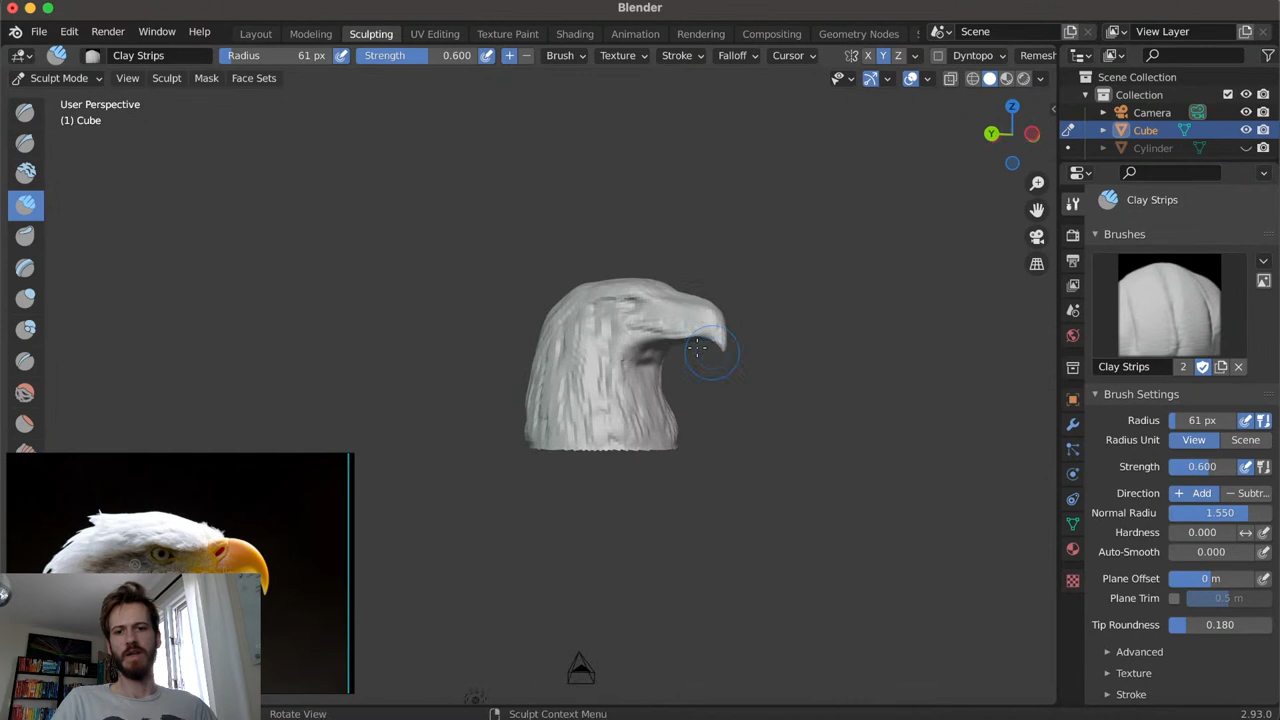 Blender
File Edit Render Window Help
Layout Modeling Sculpting UV Editing Texture Paint Shading Animation Rendering Compositing Geometry Nodes
Scene View Layer
Clay Strips Radius 61 px Strength 0.600 Brush Texture Stroke Falloff Cursor X Y Z Dyntopo Remesh
Sculpt Mode View Sculpt Mask Face Sets
User Perspective
(1) Cube
Z
Y
Scene Collection
Collection
Camera
Cube
Cylinder
Clay Strips
Brushes
Clay Strips 2
Brush Settings
Radius 61 px
Radius Unit View Scene
Strength 0.600
Direction + Add − Subtr...
Normal Radiu 1.550
Hardness 0.000
Auto-Smooth 0.000
Plane Offset 0 m
Plane Trim 0.5 m
Tip Roundness 0.180
Advanced
Texture
Stroke
Rotate View Sculpt Context Menu 2.93.0